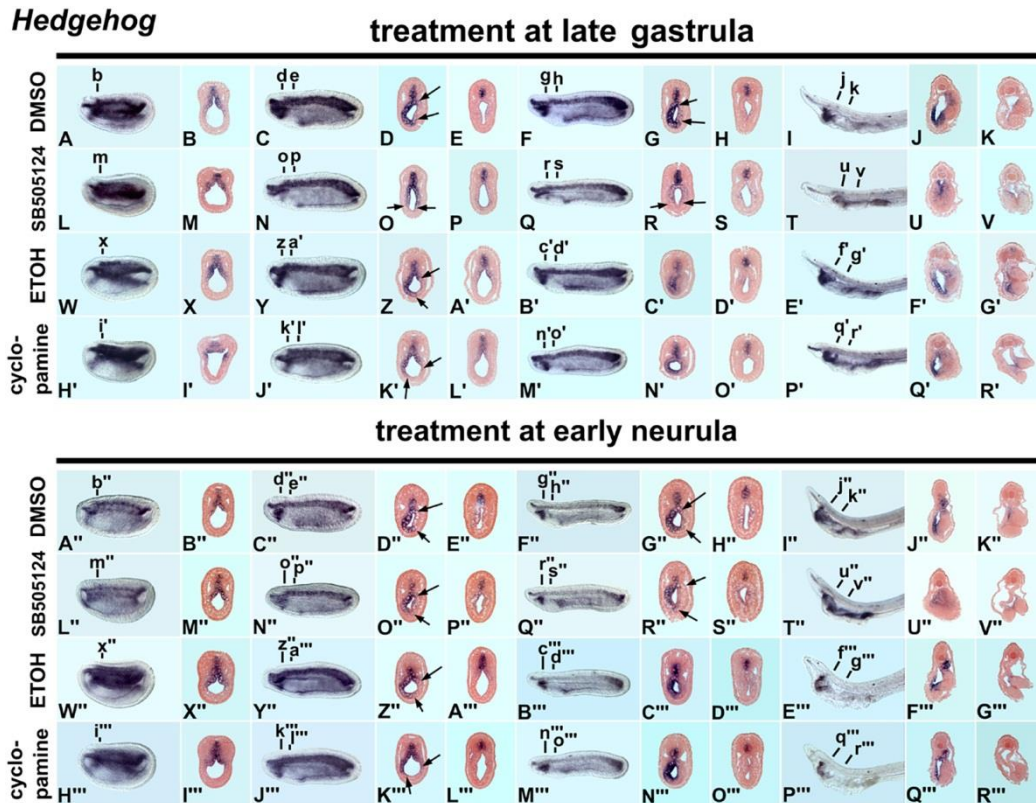 Hedgehog
treatment at late gastrula
DMSO
b
d e
g h
j k
A B C D E F G H I J K
SB505124
m
o p
r s
u v
L M N O P Q R S T U V
ETOH
x
z a'
c' d'
f' g'
W X Y Z A' B' C' D' E' F' G'
cyclo-
pamine
i'
k' l'
n' o'
q' r'
H' I' J' K' L' M' N' O' P' Q' R'
treatment at early neurula
DMSO
b''
d'' e''
g'' h''
j'' k''
A'' B'' C'' D'' E'' F'' G'' H'' I'' J'' K''
SB505124
m''
o'' p''
r'' s''
u'' v''
L'' M'' N'' O'' P'' Q'' R'' S'' T'' U'' V''
ETOH
x''
z'' a'''
c''' d'''
f''' g'''
W'' X'' Y'' Z'' A''' B''' C''' D''' E''' F''' G'''
cyclo-
pamine
i'''
k''' l'''
n''' o'''
q''' r'''
H''' I''' J''' K''' L''' M''' N''' O''' P''' Q''' R'''